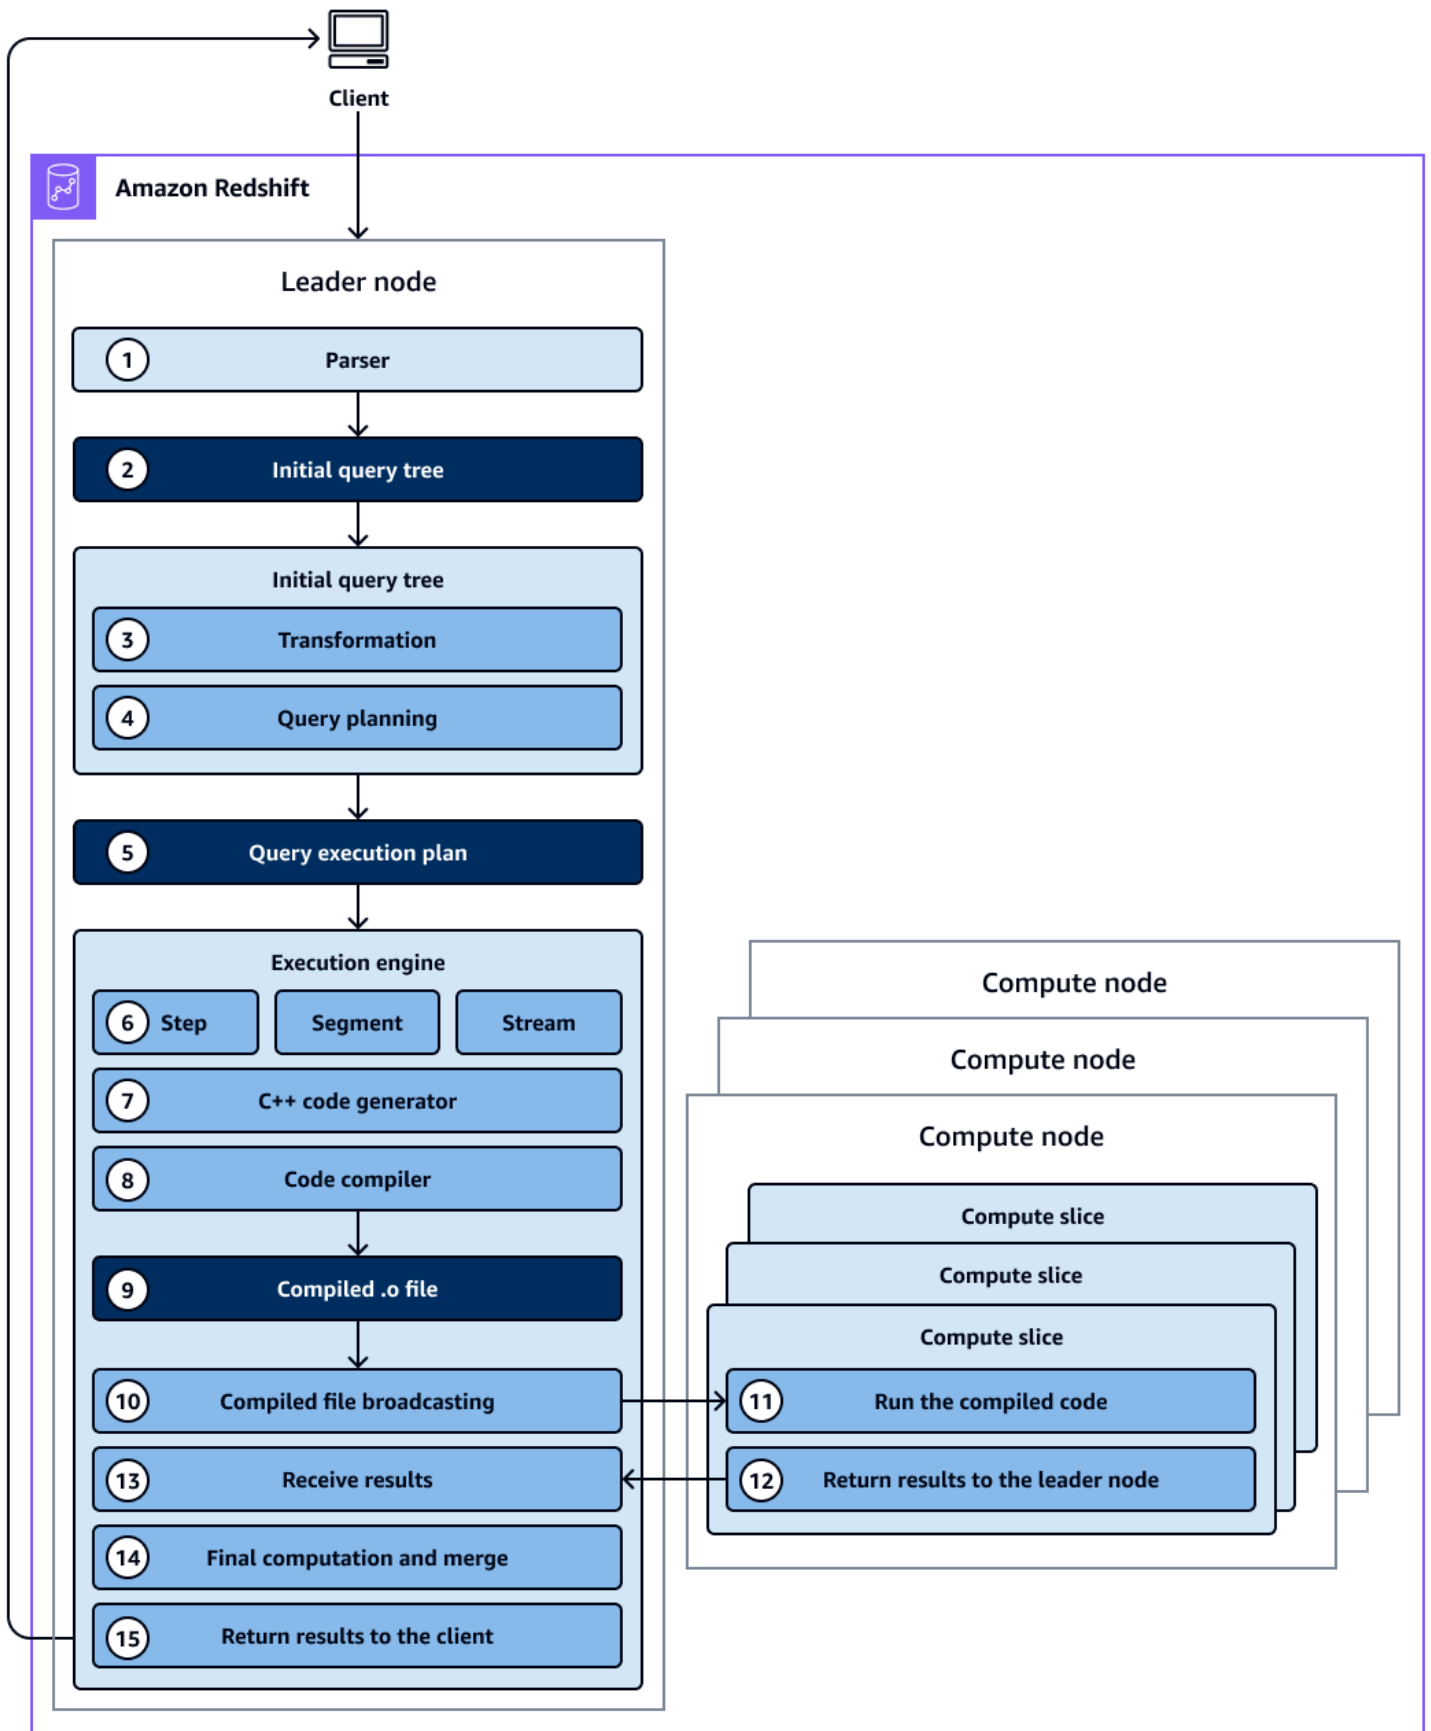 Client
Amazon Redshift
Leader node
1 Parser
2 Initial query tree
Initial query tree
3 Transformation
4 Query planning
5 Query execution plan
Execution engine
6 Step Segment Stream
7 C++ code generator
8 Code compiler
9 Compiled .o file
10 Compiled file broadcasting
13 Receive results
14 Final computation and merge
15 Return results to the client
Compute node
Compute node
Compute node
Compute slice
Compute slice
Compute slice
11 Run the compiled code
12 Return results to the leader node